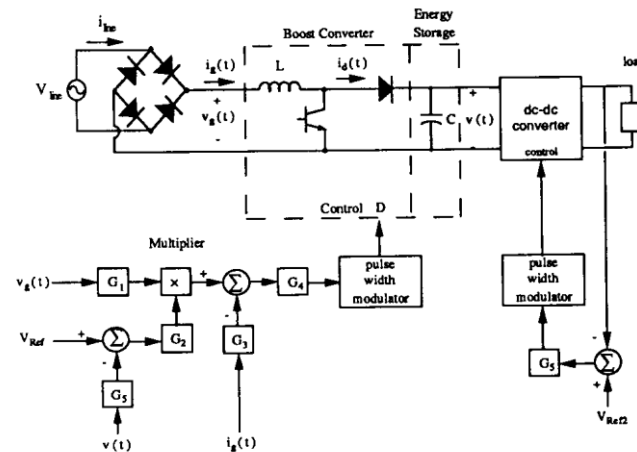 Boost Converter
Energy
Storage
i_line
i_g(t)
L
i_d(t)
load
V_line
+
v_g(t)
-
C
+
v(t)
-
dc-dc
converter
control
Control D
Multiplier
v_g(t)
G_1
×
+
Σ
-
G_4
pulse
width
modulator
pulse
width
modulator
V_Ref
+
Σ
-
G_2
G_3
G_5
-
Σ
+
G_5
V_Ref2
v(t)
i_g(t)